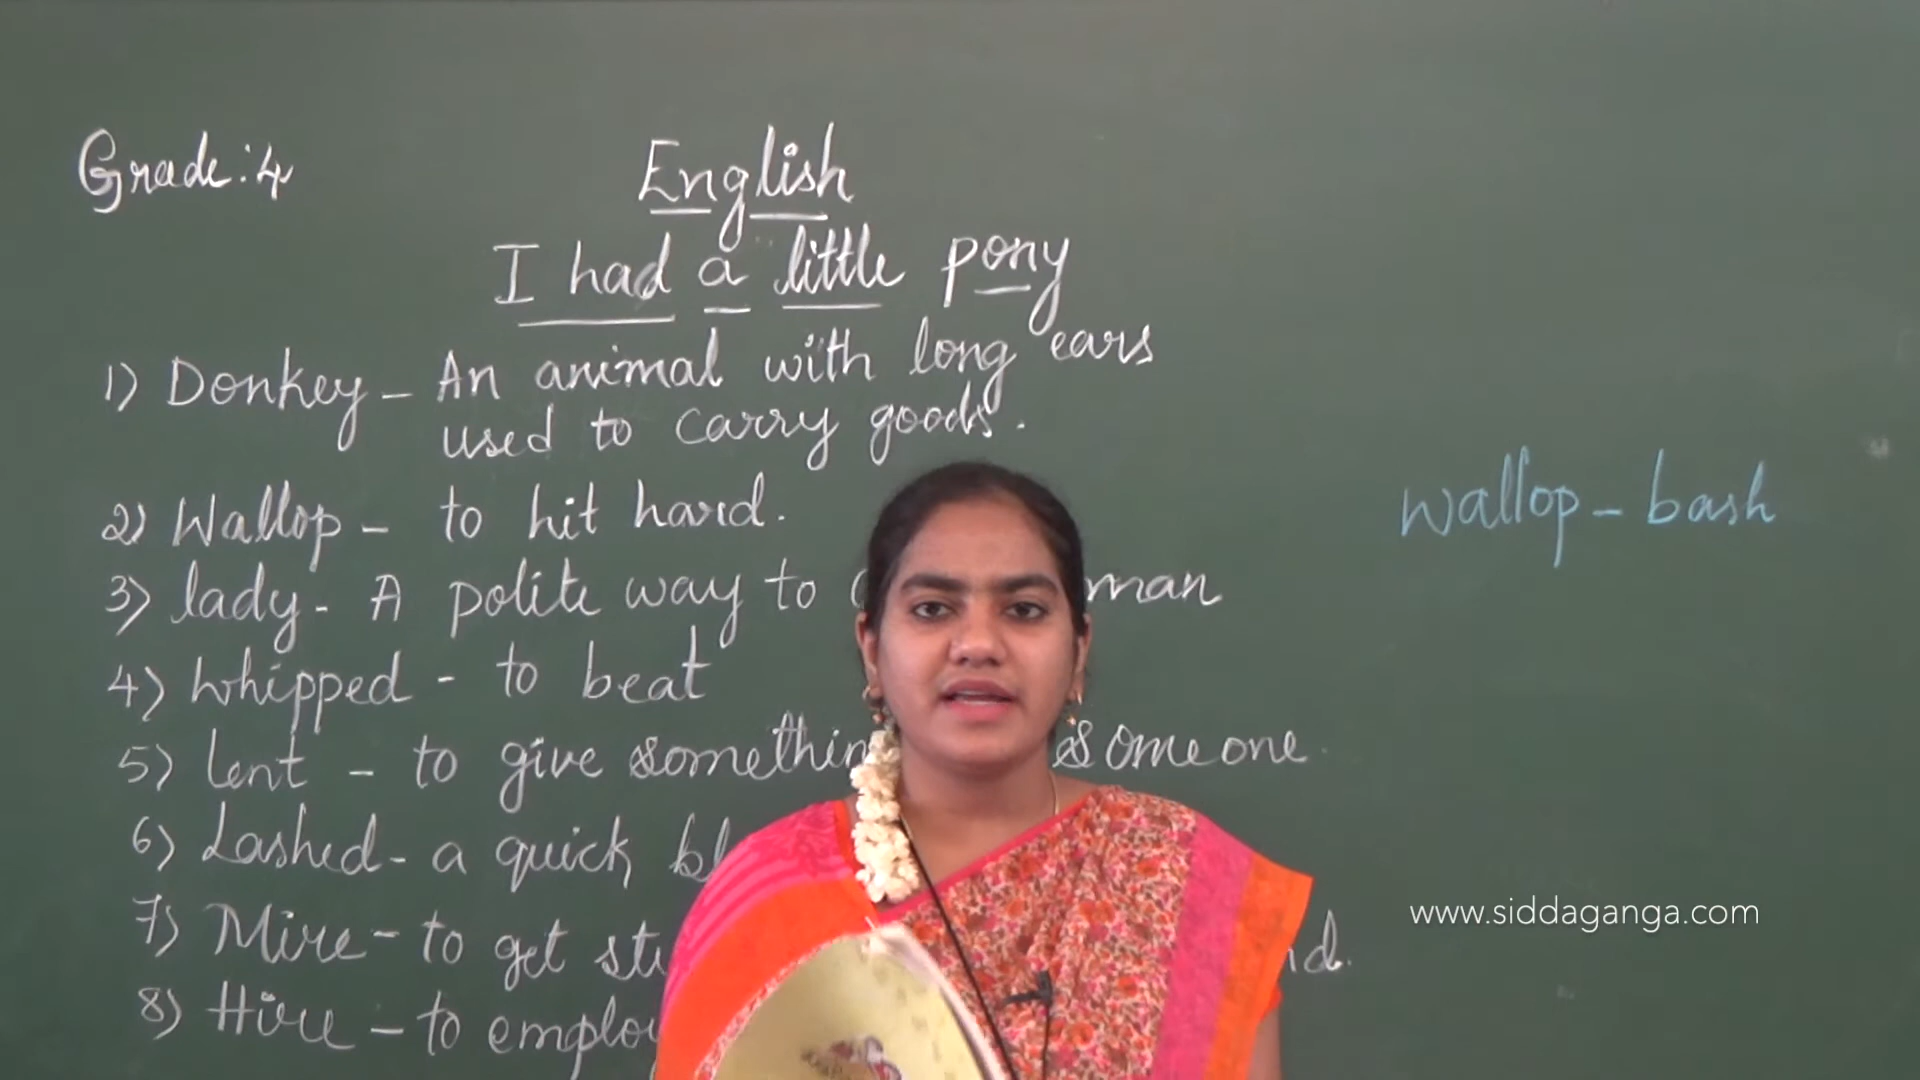 Grade: 4
English
I had a little pony
1) Donkey - An animal with long ears
used to carry goods.
2) Wallop - to hit hard.
wallop - bash
3) lady - A polite way to man
4) Whipped - to beat
5) lent - to give someone.
6) Lashed - a quick
7) Mire - to get
8) Hire - to
www.siddaganga.com